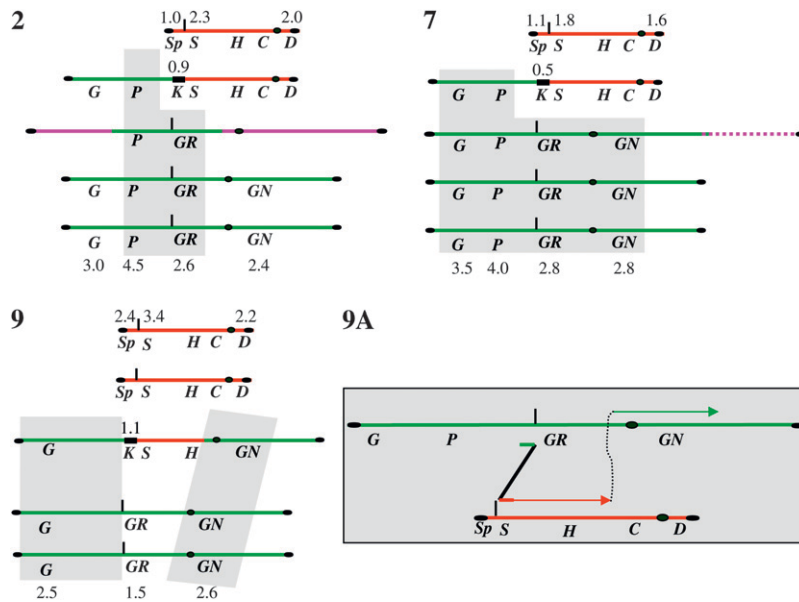 2
1.0 2.3 2.0
Sp S H C D
0.9
G P K S H C D
P GR
G P GR GN
G P GR GN
3.0 4.5 2.6 2.4
7
1.1 1.8 1.6
Sp S H C D
0.5
G P K S H C D
G P GR GN
G P GR GN
G P GR GN
3.5 4.0 2.8 2.8
9
2.4 3.4 2.2
Sp S H C D
Sp S H C D
1.1
G K S H GN
G GR GN
G GR GN
2.5 1.5 2.6
9A
G P GR GN
Sp S H C D